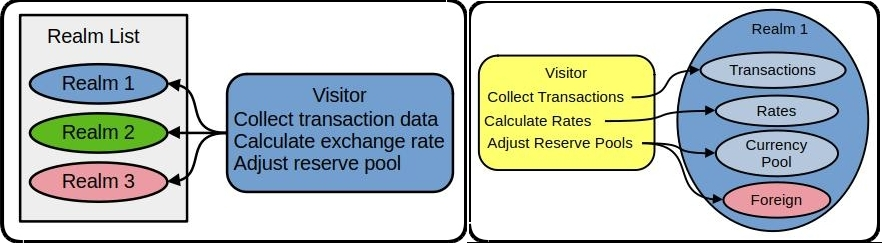 Realm List
Realm 1
Realm 2
Realm 3
Visitor
Collect transaction data
Calculate exchange rate
Adjust reserve pool
Visitor
Collect Transactions
Calculate Rates
Adjust Reserve Pools
Realm 1
Transactions
Rates
Currency
Pool
Foreign